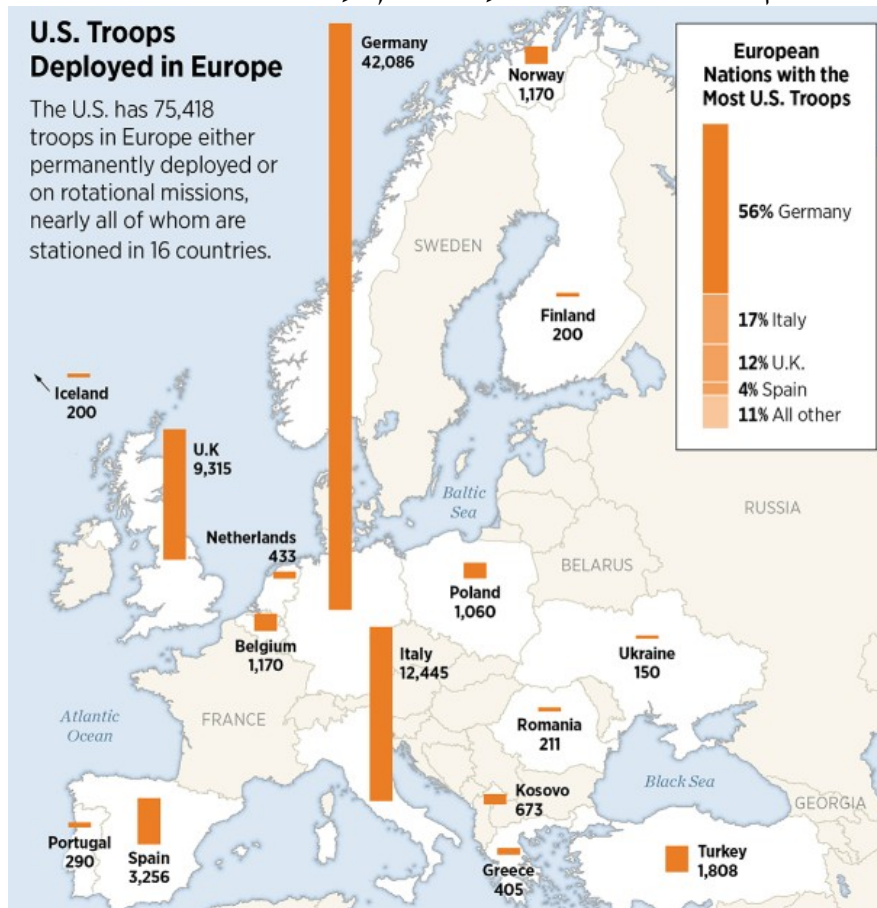 U.S. Troops
Deployed in Europe
The U.S. has 75,418
troops in Europe either
permanently deployed or
on rotational missions,
nearly all of whom are
stationed in 16 countries.
Germany
42,086
Norway
1,170
European
Nations with the
Most U.S. Troops
56% Germany
17% Italy
12% U.K.
4% Spain
11% All other
SWEDEN
Finland
200
Iceland
200
U.K
9,315
Baltic
Sea
RUSSIA
Netherlands
433
BELARUS
Poland
1,060
Belgium
1,170
Italy
12,445
Ukraine
150
Atlantic
Ocean
FRANCE
Romania
211
Black Sea
Kosovo
673
GEORGIA
Portugal
290
Spain
3,256
Greece
405
Turkey
1,808